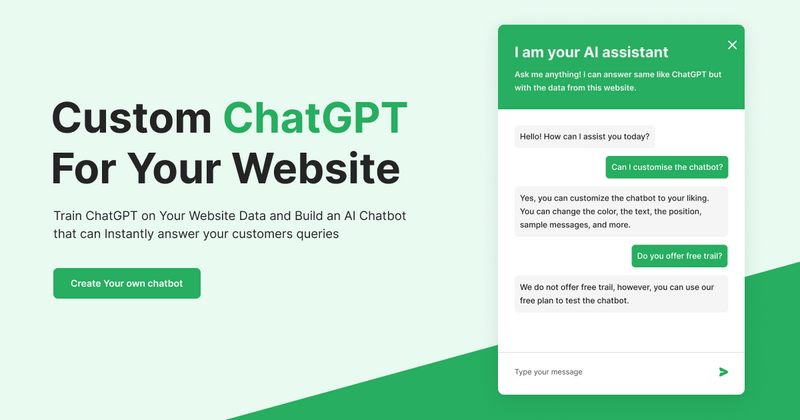 Custom ChatGPT
For Your Website
Train ChatGPT on Your Website Data and Build an AI Chatbot
that can Instantly answer your customers queries
Create Your own chatbot
I am your AI assistant
Ask me anything! I can answer same like ChatGPT but
with the data from this website.
Hello! How can I assist you today?
Can I customise the chatbot?
Yes, you can customize the chatbot to your liking.
You can change the color, the text, the position,
sample messages, and more.
Do you offer free trail?
We do not offer free trail, however, you can use our
free plan to test the chatbot.
Type your message